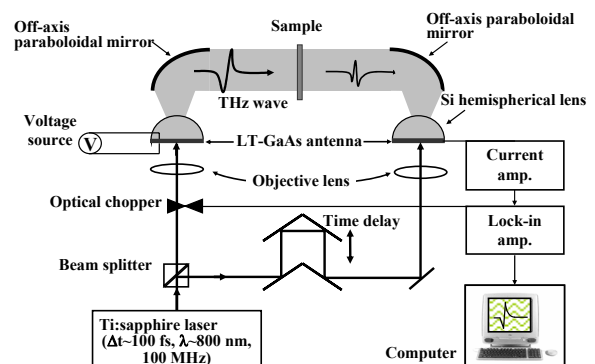 Sample
Off-axis
paraboloidal mirror
Off-axis paraboloidal
mirror
THz wave
Si hemispherical lens
Voltage
source
V
LT-GaAs antenna
Current
amp.
Objective lens
Optical chopper
Time delay
Lock-in
amp.
Beam splitter
Ti:sapphire laser
(Δt~100 fs, λ~800 nm,
100 MHz)
Computer